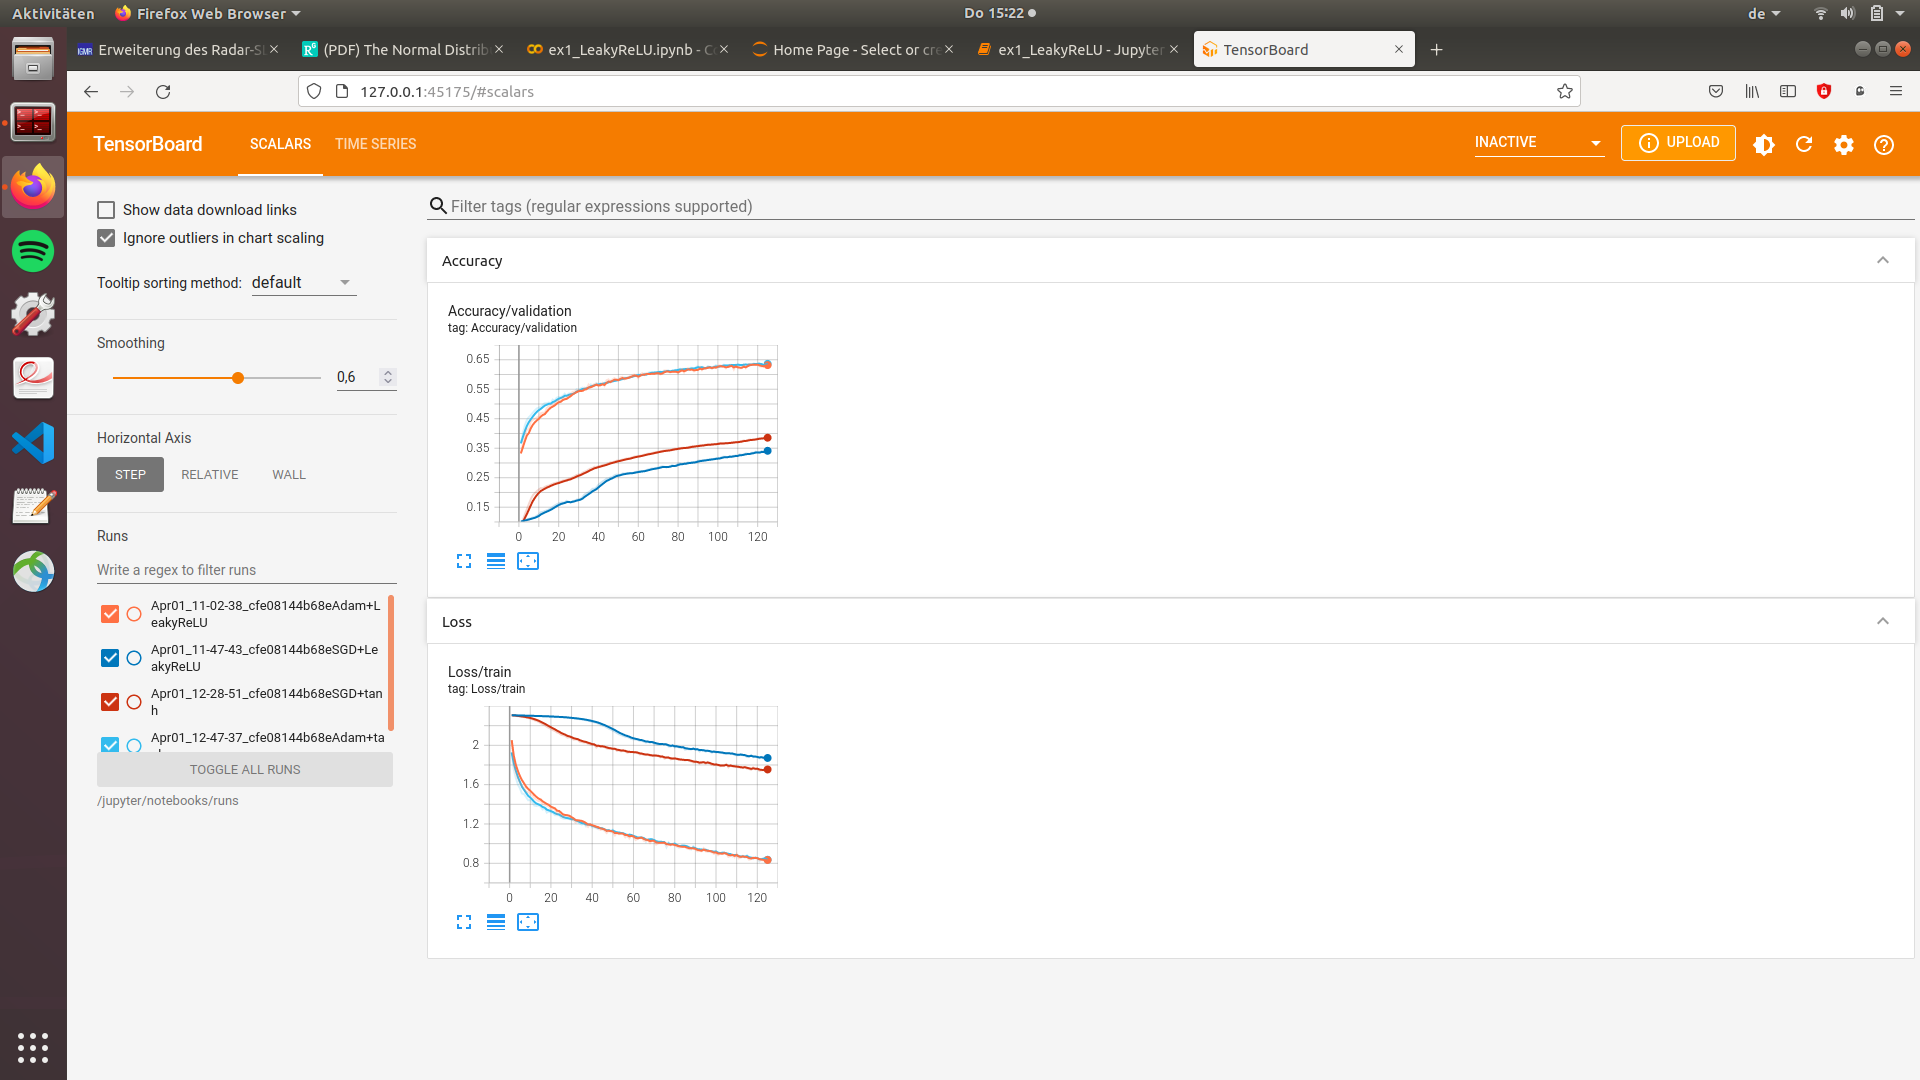 Aktivitäten
Firefox Web Browser
Do 15:22
de
Erweiterung des Radar-S
(PDF) The Normal Distrib
ex1_LeakyReLU.ipynb - C
Home Page - Select or cre
ex1_LeakyReLU - Jupyter
TensorBoard
127.0.0.1:45175/#scalars
TensorBoard
SCALARS
TIME SERIES
INACTIVE
UPLOAD
Show data download links
Ignore outliers in chart scaling
Tooltip sorting method: default
Smoothing
0,6
Horizontal Axis
STEP
RELATIVE
WALL
Runs
Write a regex to filter runs
Apr01_11-02-38_cfe08144b68eAdam+L
eakyReLU
Apr01_11-47-43_cfe08144b68eSGD+Le
akyReLU
Apr01_12-28-51_cfe08144b68eSGD+tan
h
Apr01_12-47-37_cfe08144b68eAdam+ta
TOGGLE ALL RUNS
/jupyter/notebooks/runs
Filter tags (regular expressions supported)
Accuracy
Accuracy/validation
tag: Accuracy/validation
0.65
0.55
0.45
0.35
0.25
0.15
0 20 40 60 80 100 120
Loss
Loss/train
tag: Loss/train
2
1.6
1.2
0.8
0 20 40 60 80 100 120